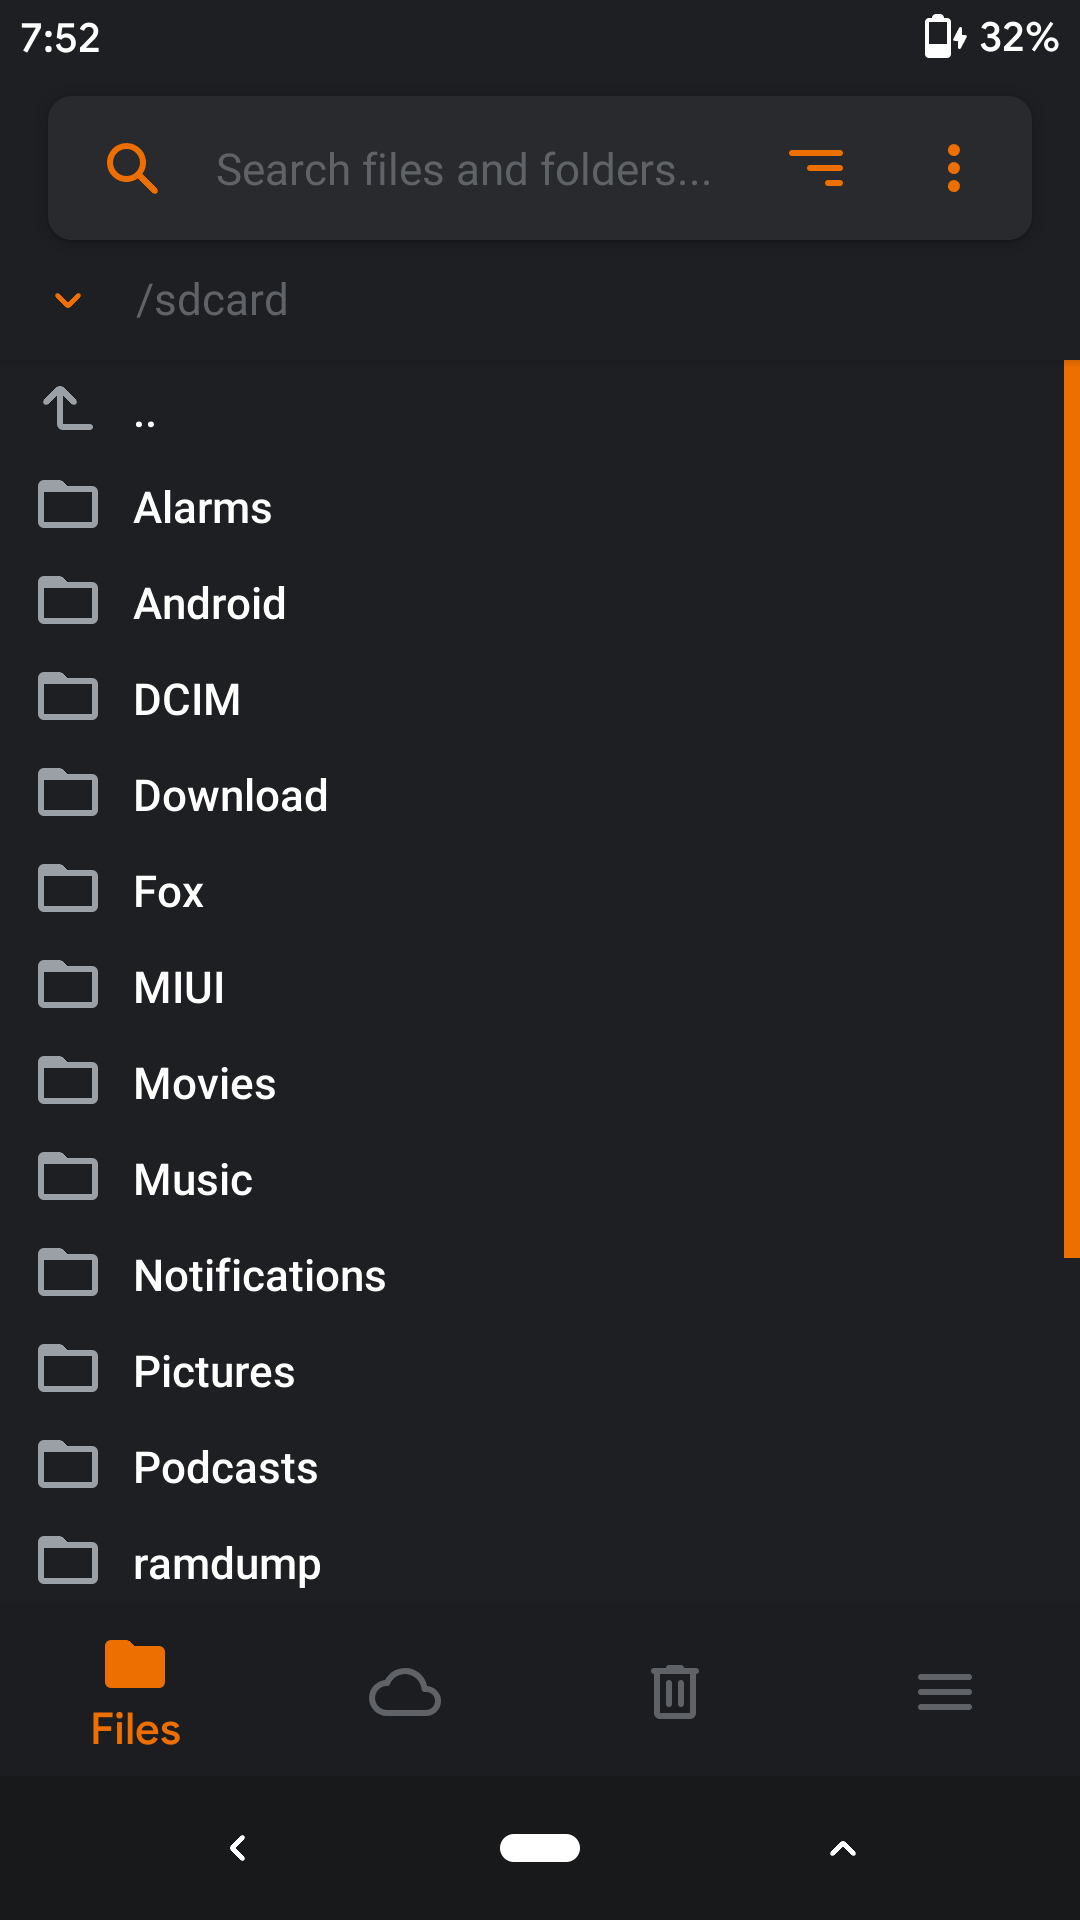 7:52 32%
Search files and folders...
/sdcard
..
Alarms
Android
DCIM
Download
Fox
MIUI
Movies
Music
Notifications
Pictures
Podcasts
ramdump
Files